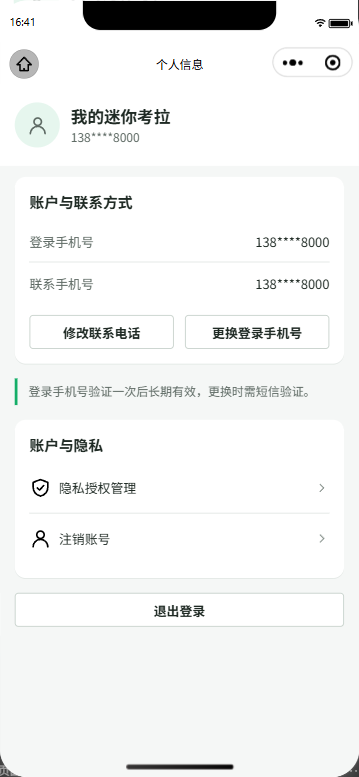 16:41
个人信息
我的迷你考拉
138****8000
账户与联系方式
登录手机号 138****8000
联系手机号 138****8000
修改联系电话 更换登录手机号
登录手机号验证一次后长期有效，更换时需短信验证。
账户与隐私
隐私授权管理
注销账号
退出登录